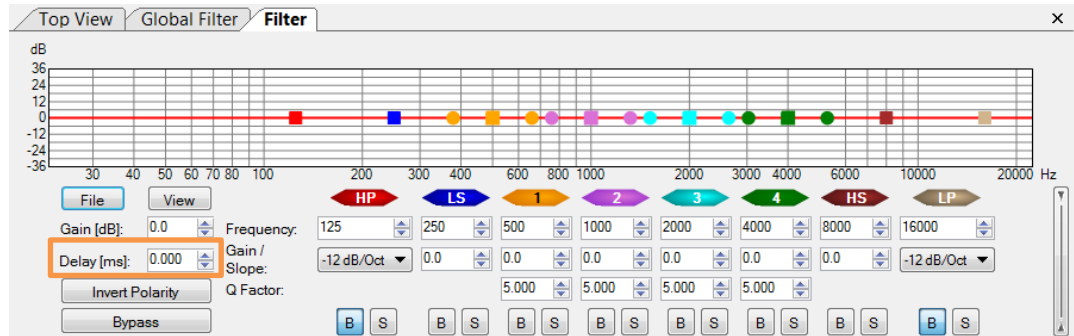 Top View Global Filter Filter ×
dB
36
24
12
0
-12
-24
-36
30 40 50 60 70 80 100 200 300 400 600 800 1000 2000 3000 4000 6000 10000 20000 Hz
File View HP LS 1 2 3 4 HS LP
Gain [dB]: 0.0 Frequency: 125 250 500 1000 2000 4000 8000 16000
Delay [ms]: 0.000 Gain / Slope: -12 dB/Oct 0.0 0.0 0.0 0.0 0.0 0.0 -12 dB/Oct
Invert Polarity Q Factor: 5.000 5.000 5.000 5.000
Bypass B S B S B S B S B S B S B S B S